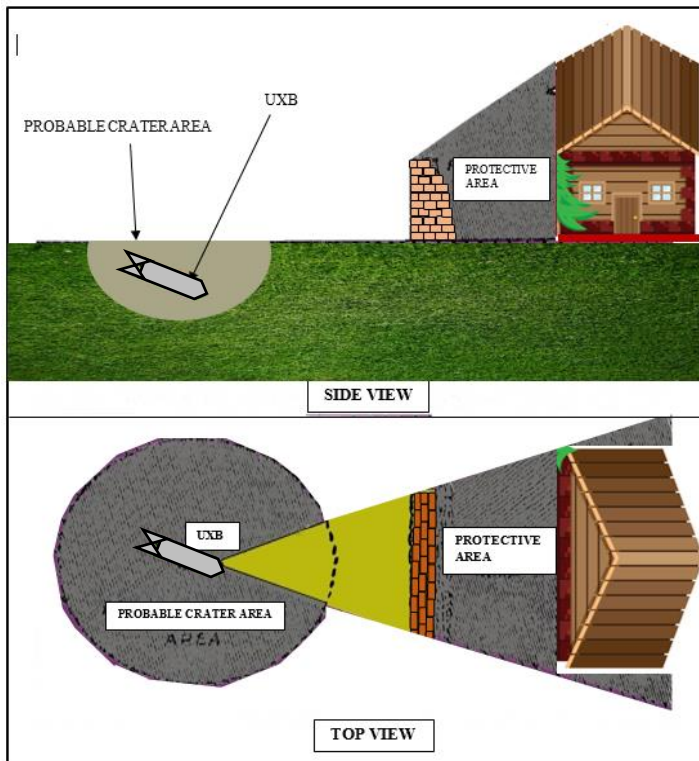 UXB
PROBABLE CRATER AREA
PROTECTIVE
AREA
SIDE VIEW
UXB
PROTECTIVE
AREA
PROBABLE CRATER AREA
AREA
TOP VIEW